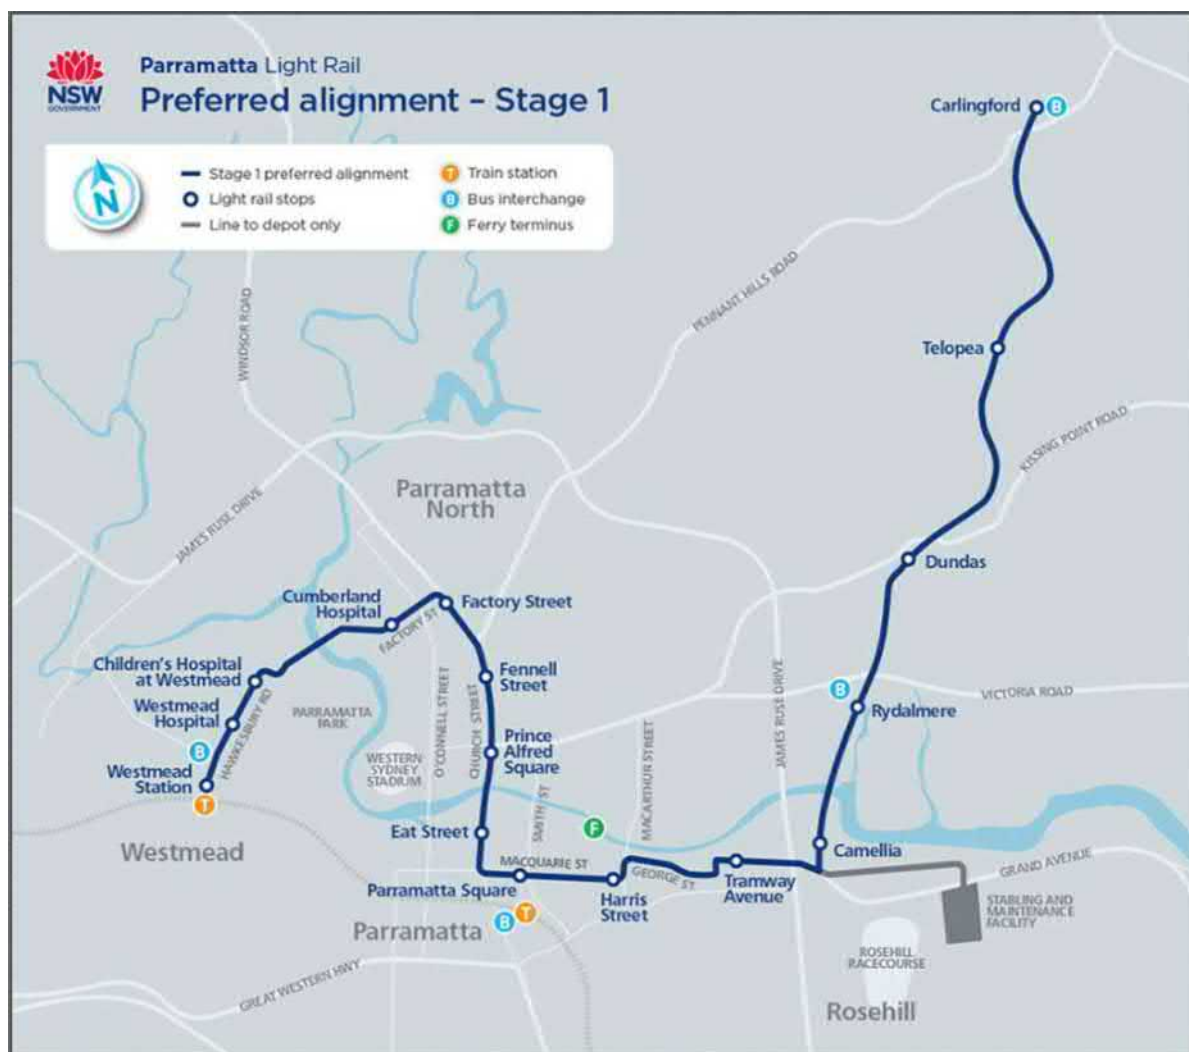 NSW
GOVERNMENT
Parramatta Light Rail
Preferred alignment – Stage 1
N
Stage 1 preferred alignment
Light rail stops
Line to depot only
T Train station
B Bus interchange
F Ferry terminus
Carlingford B
WINDSOR ROAD
PENNANT HILLS ROAD
Telopea
KISSING POINT ROAD
JAMES RUSE DRIVE
Parramatta
North
Dundas
Cumberland
Hospital
FACTORY ST
Factory Street
Children's Hospital
at Westmead
Fennell
Street
Westmead
Hospital
HAWKESBURY RD
PARRAMATTA
PARK
O'CONNELL STREET
CHURCH STREET
JAMES RUSE DRIVE
B
VICTORIA ROAD
Rydalmere
Prince
Alfred
Square
B
WESTERN
SYDNEY
STADIUM
MACARTHUR STREET
Westmead
Station
T
SMITH ST
F
Eat Street
Westmead
Camellia
MACQUARIE ST
GEORGE ST
GRAND AVENUE
Parramatta Square
Harris
Street
Tramway
Avenue
STABLING AND
MAINTENANCE
FACILITY
B T
Parramatta
ROSEHILL
RACECOURSE
GREAT WESTERN HWY
Rosehill